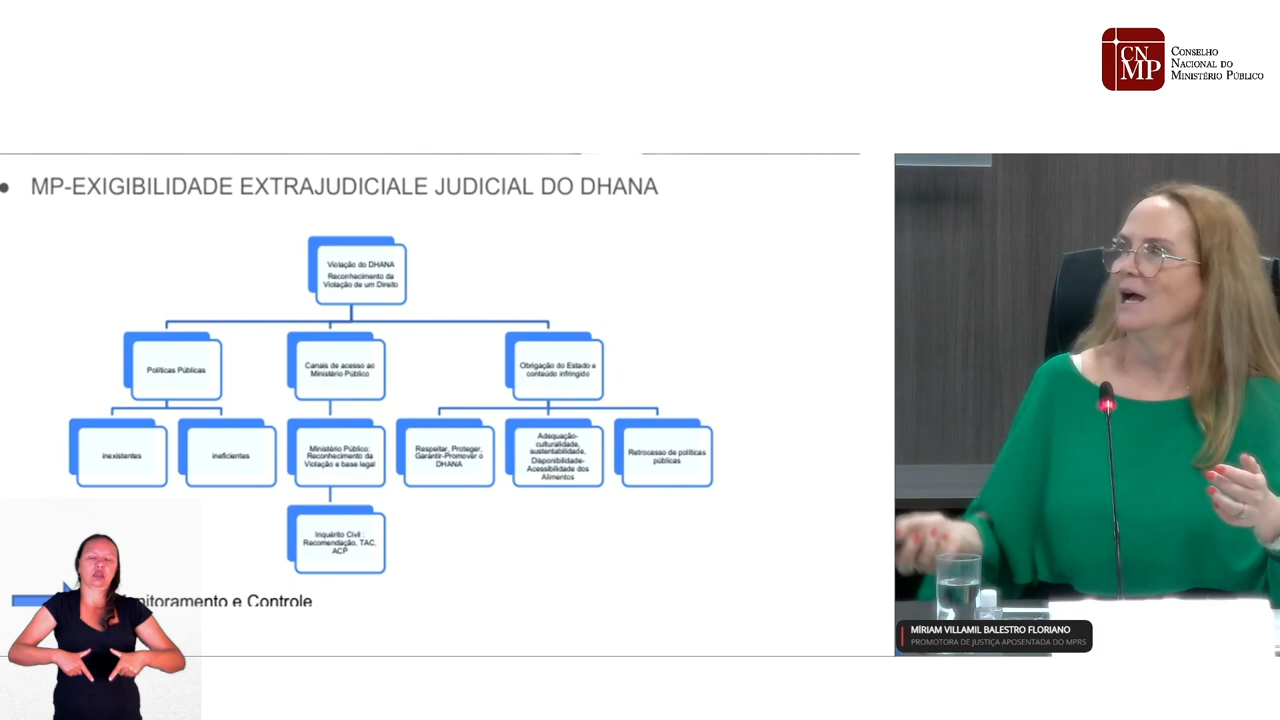 CN
MP
CONSELHO
NACIONAL DO
MINISTÉRIO PÚBLICO
MP-EXIGIBILIDADE EXTRAJUDICIALE JUDICIAL DO DHANA
Violação do DHANA
Reconhecimento da
Violação de um Direito
Políticas Públicas
Canais de acesso ao
Ministério Público
Obrigação do Estado e
conteúdo infringido
inexistentes
ineficientes
Ministério Público:
Reconhecimento da
Violação e base legal
Respeitar, Proteger,
Garantir-Promover o
DHANA
Adequação-
culturalidade,
sustentabilidade,
Disponibilidade-
Acessibilidade dos
Alimentos
Retrocesso de políticas
públicas
Inquérito Civil :
Recomendação, TAC,
ACP
nitoramento e Controle
MÍRIAM VILLAMIL BALESTRO FLORIANO
PROMOTORA DE JUSTIÇA APOSENTADA DO MPRS